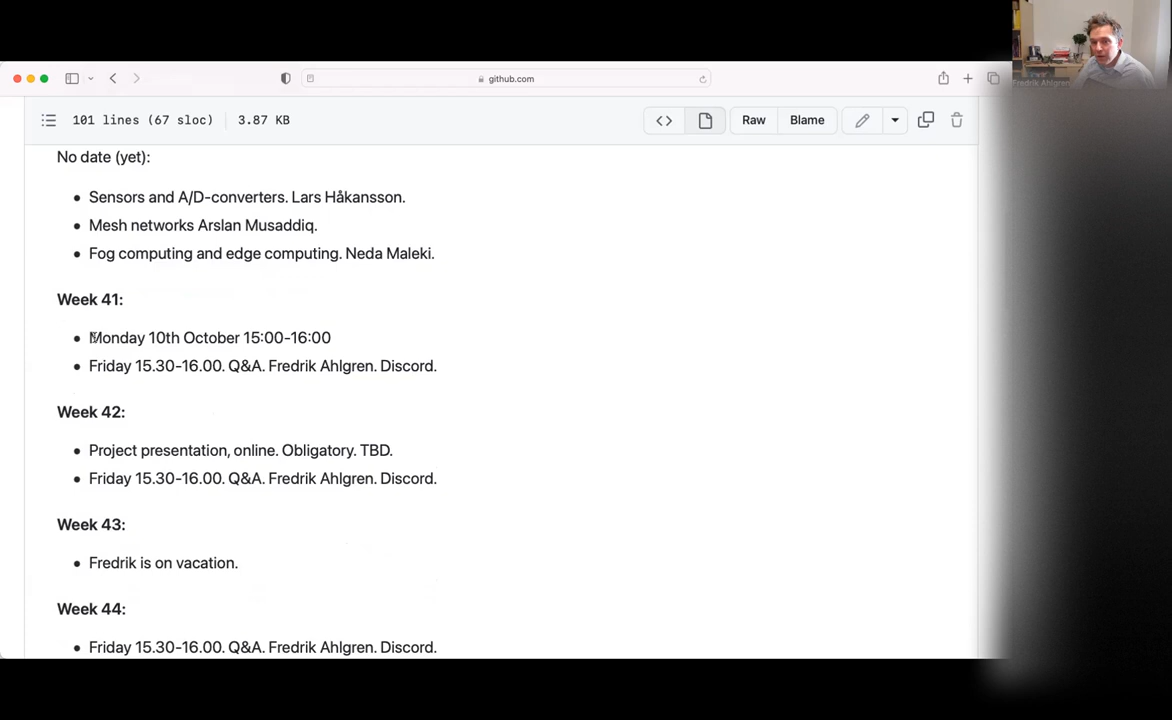 github.com
Fredrik Ahlgren
101 lines (67 sloc) 3.87 KB
Raw Blame
No date (yet):
Sensors and A/D-converters. Lars Håkansson.
Mesh networks Arslan Musaddiq.
Fog computing and edge computing. Neda Maleki.
Week 41:
Monday 10th October 15:00-16:00
Friday 15.30-16.00. Q&A. Fredrik Ahlgren. Discord.
Week 42:
Project presentation, online. Obligatory. TBD.
Friday 15.30-16.00. Q&A. Fredrik Ahlgren. Discord.
Week 43:
Fredrik is on vacation.
Week 44:
Friday 15.30-16.00. Q&A. Fredrik Ahlgren. Discord.